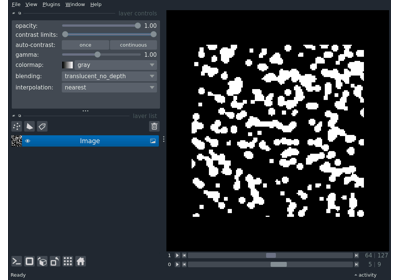 File View Plugins Window Help
layer controls
opacity: 1.00
contrast limits:
auto-contrast: once continuous
gamma: 1.00
colormap: gray
blending: translucent_no_depth
interpolation: nearest
layer list
Image
1 64 127
0 5 9
Ready activity